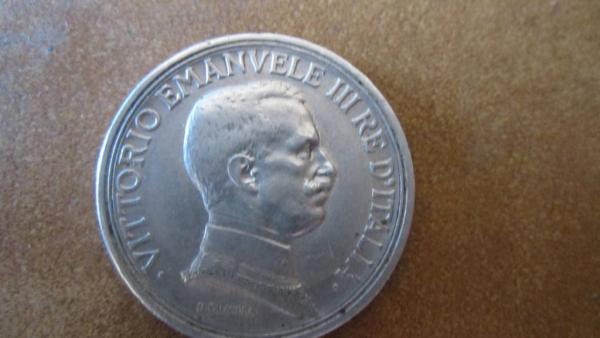 · VITTORIO EMANVELE III RE D'ITALIA ·